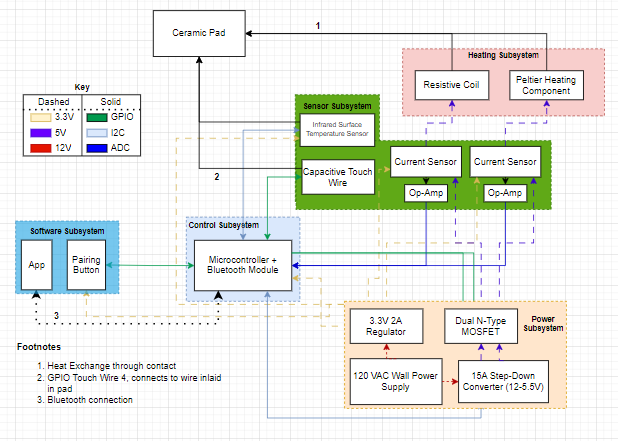 Ceramic Pad
1
Heating Subsystem
Resistive Coil
Peltier Heating
Component
Key
Dashed
Solid
3.3V
GPIO
5V
I2C
12V
ADC
Sensor Subsystem
Infrared Surface
Temperature Sensor
Capacitive Touch
Wire
2
Current Sensor
Current Sensor
Op-Amp
Op-Amp
Software Subsystem
App
Pairing
Button
Control Subsystem
Microcontroller +
Bluetooth Module
3
3.3V 2A
Regulator
Dual N-Type
MOSFET
Power
Subsystem
120 VAC Wall Power
Supply
15A Step-Down
Converter (12-5.5V)
Footnotes
1. Heat Exchange through contact
2. GPIO Touch Wire 4, connects to wire inlaid
in pad
3. Bluetooth connection